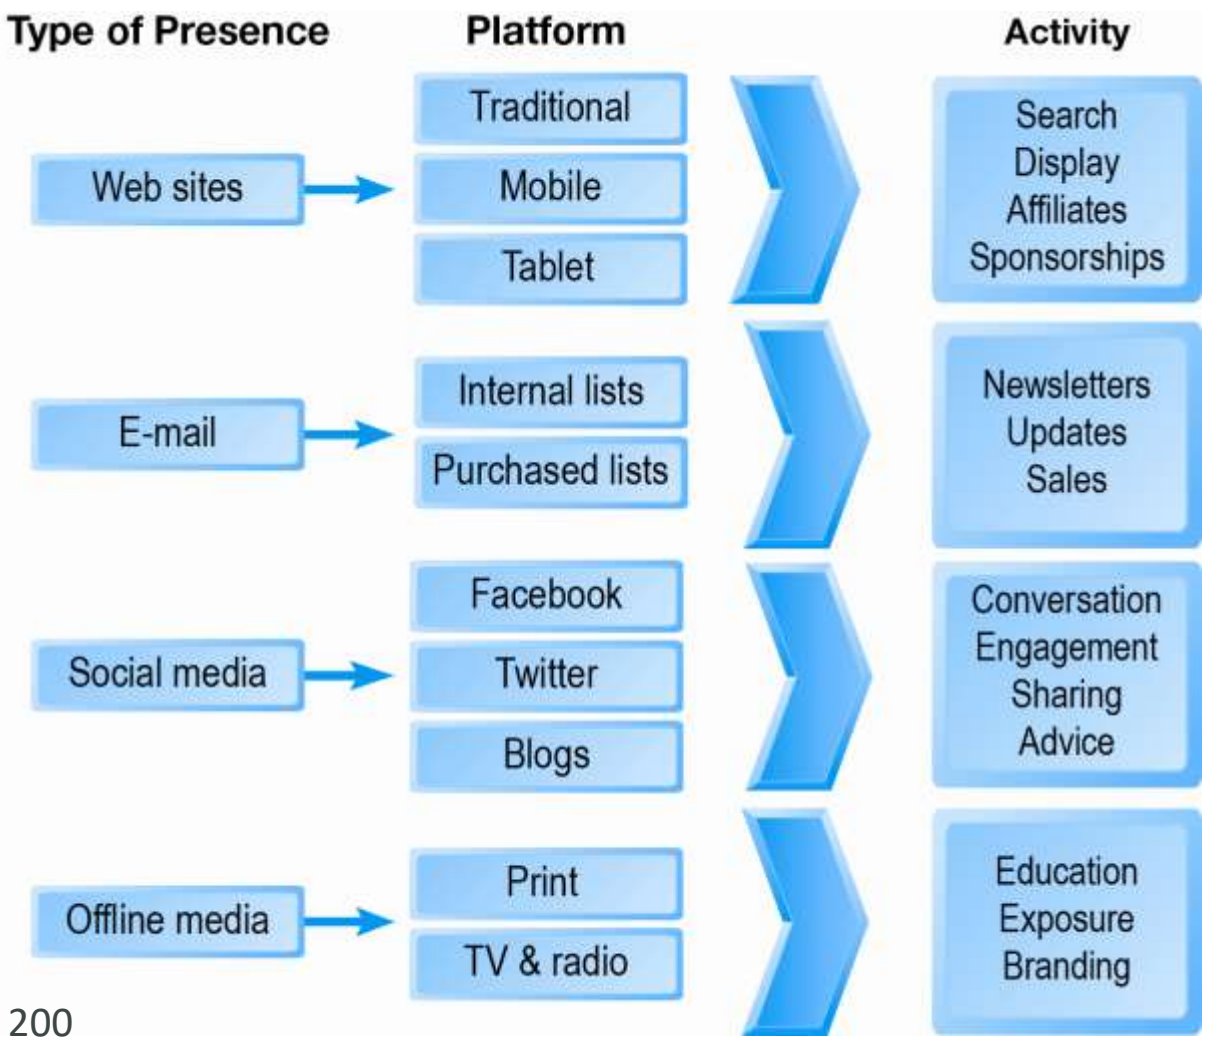 Type of Presence
Platform
Activity
Web sites
Traditional
Mobile
Tablet
Search
Display
Affiliates
Sponsorships
E-mail
Internal lists
Purchased lists
Newsletters
Updates
Sales
Social media
Facebook
Twitter
Blogs
Conversation
Engagement
Sharing
Advice
Offline media
Print
TV & radio
Education
Exposure
Branding
200